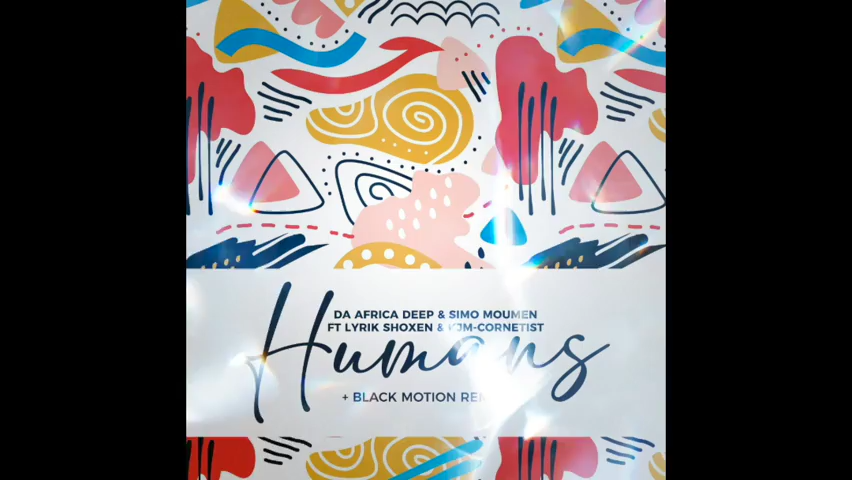 DA AFRICA DEEP & SIMO MOUMEN
FT LYRIK SHOXEN & KJM-CORNETIST
Humans
+ BLACK MOTION